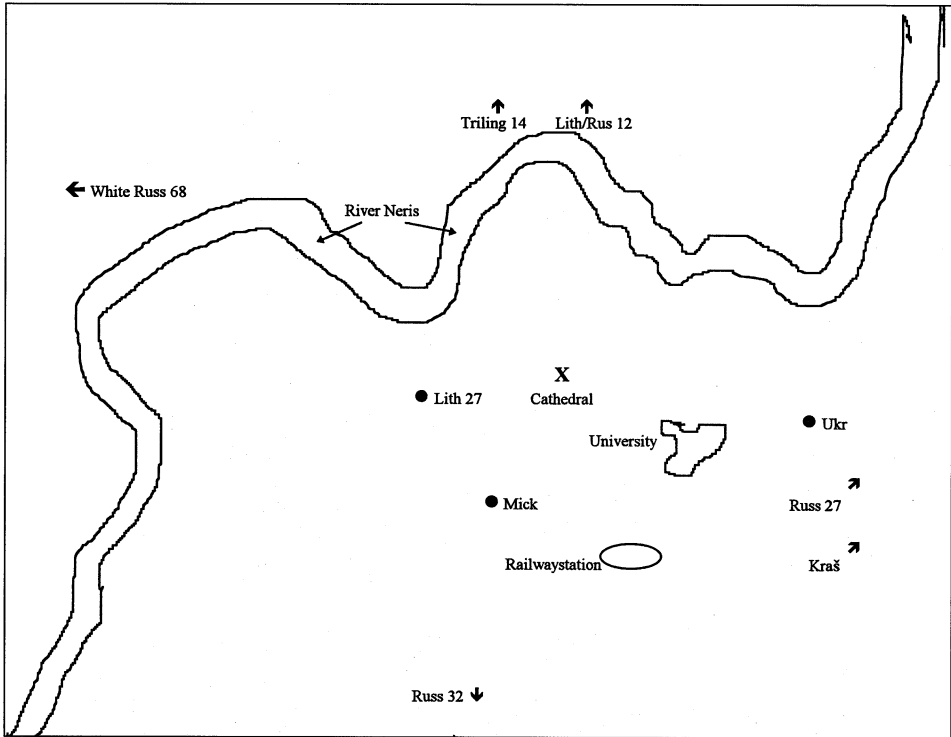 Triling 14
Lith/Rus 12
White Russ 68
River Neris
X
Lith 27
Cathedral
Ukr
University
Russ 27
Mick
Railwaystation
Kraš
Russ 32